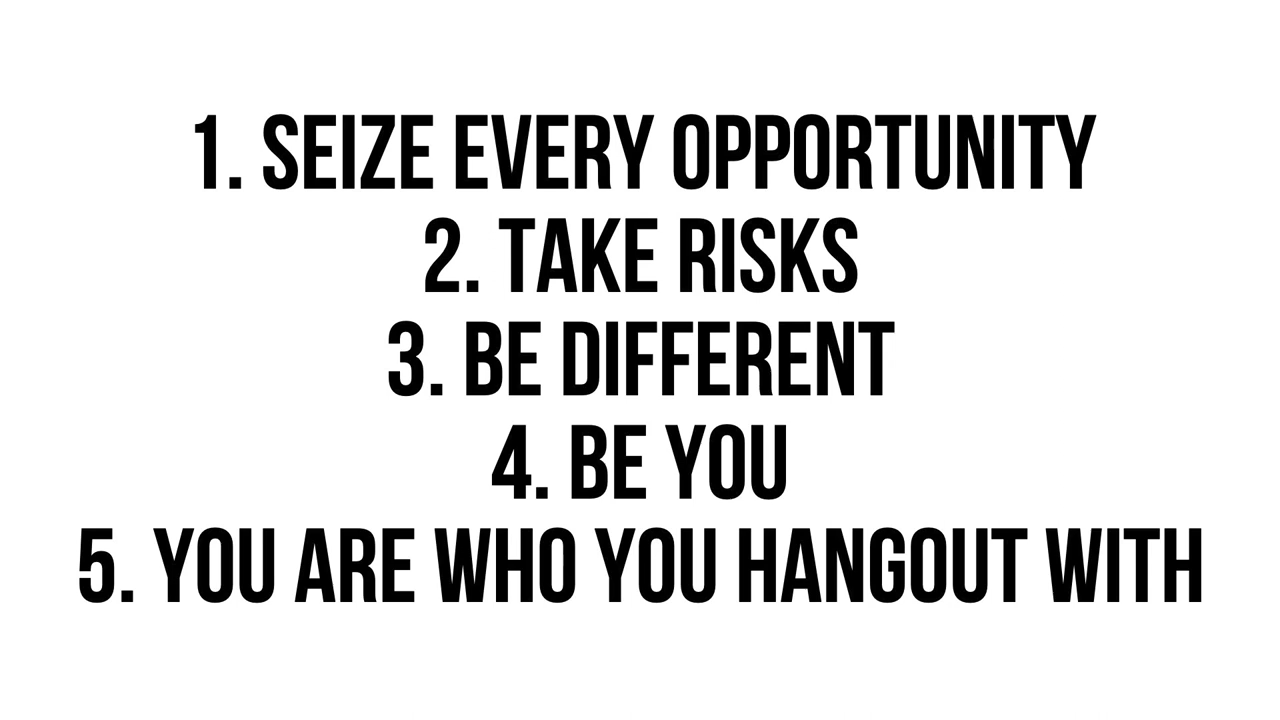 1. SEIZE EVERY OPPORTUNITY
2. TAKE RISKS
3. BE DIFFERENT
4. BE YOU
5. YOU ARE WHO YOU HANGOUT WITH